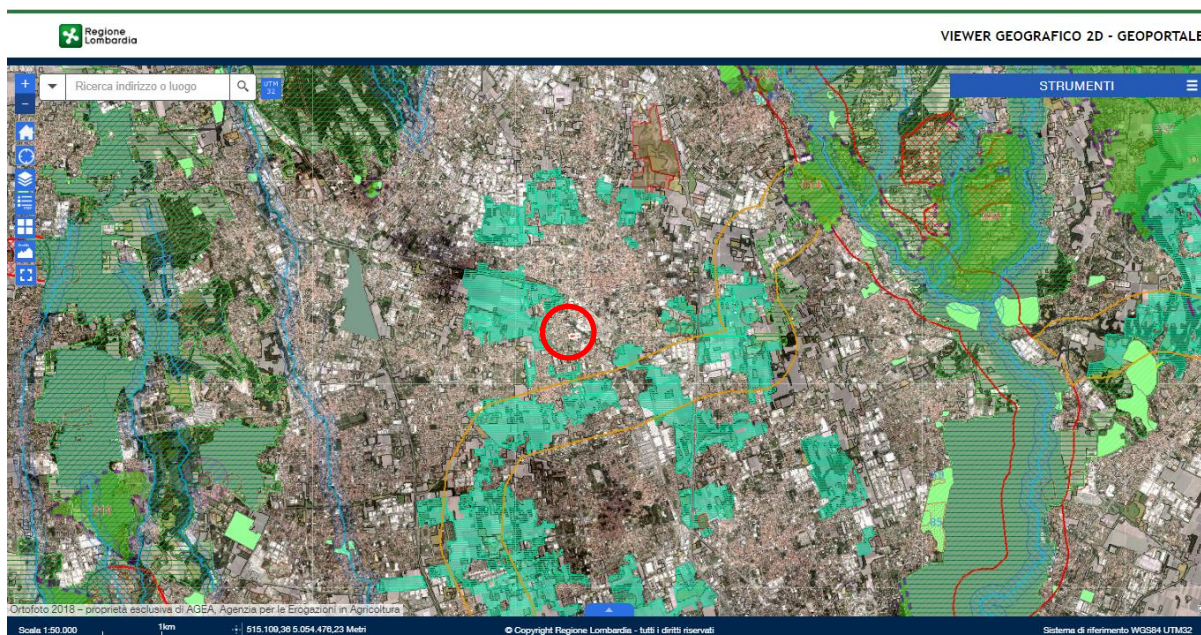 Regione
Lombardia
VIEWER GEOGRAFICO 2D - GEOPORTALE
+
Ricerca indirizzo o luogo
UTM
32
STRUMENTI
−
85
Ortofoto 2018 – proprietà esclusiva di AGEA, Agenzia per le Erogazioni in Agricoltura
Scala 1:50.000
1km
515.109,36 5.054.476,23 Metri
© Copyright Regione Lombardia - tutti i diritti riservati
Sistema di riferimento WGS84 UTM32